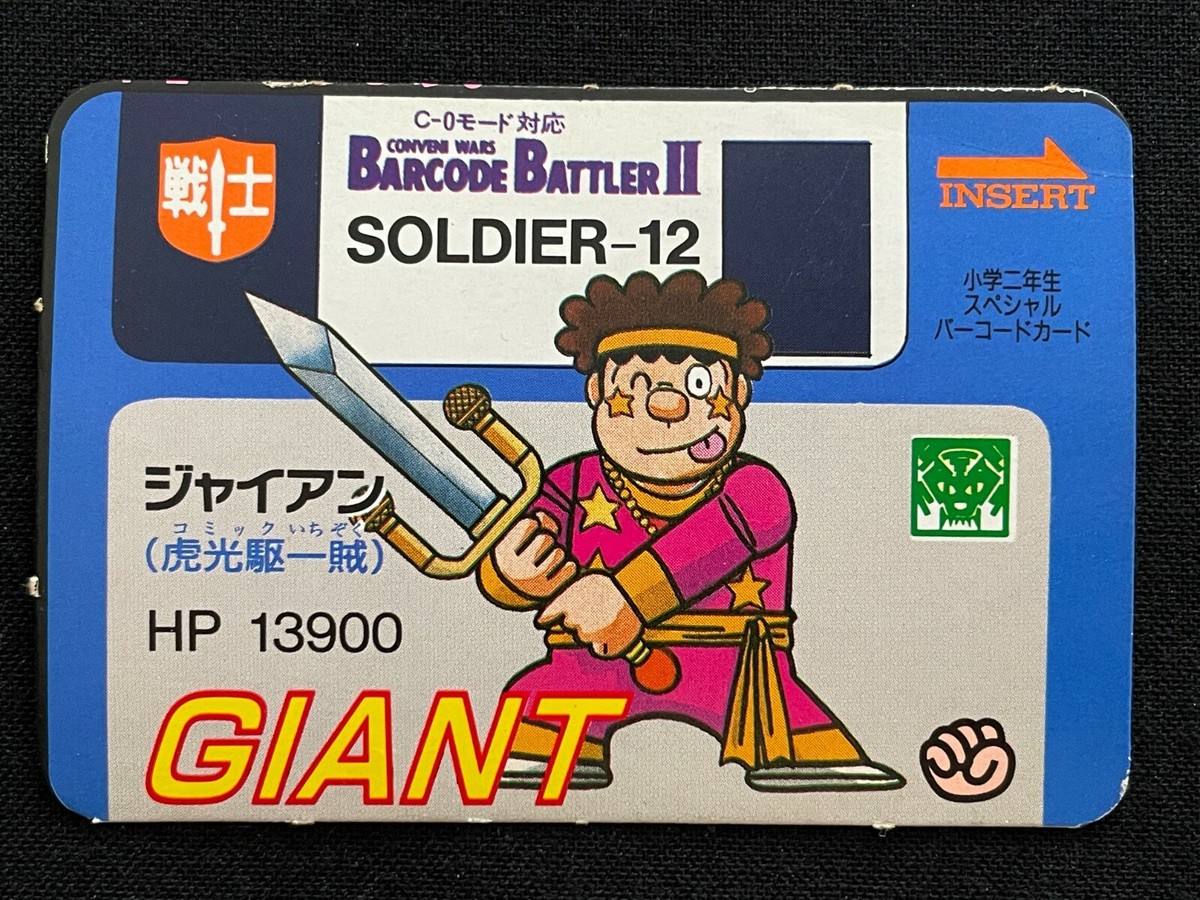 戦士
C-0モード対応
CONVENI WARS
BARCODE BATTLER II
SOLDIER-12
INSERT
小学二年生
スペシャル
バーコードカード
ジャイアン
コミックいちぞく
(虎光駆一賊)
HP 13900
GIANT